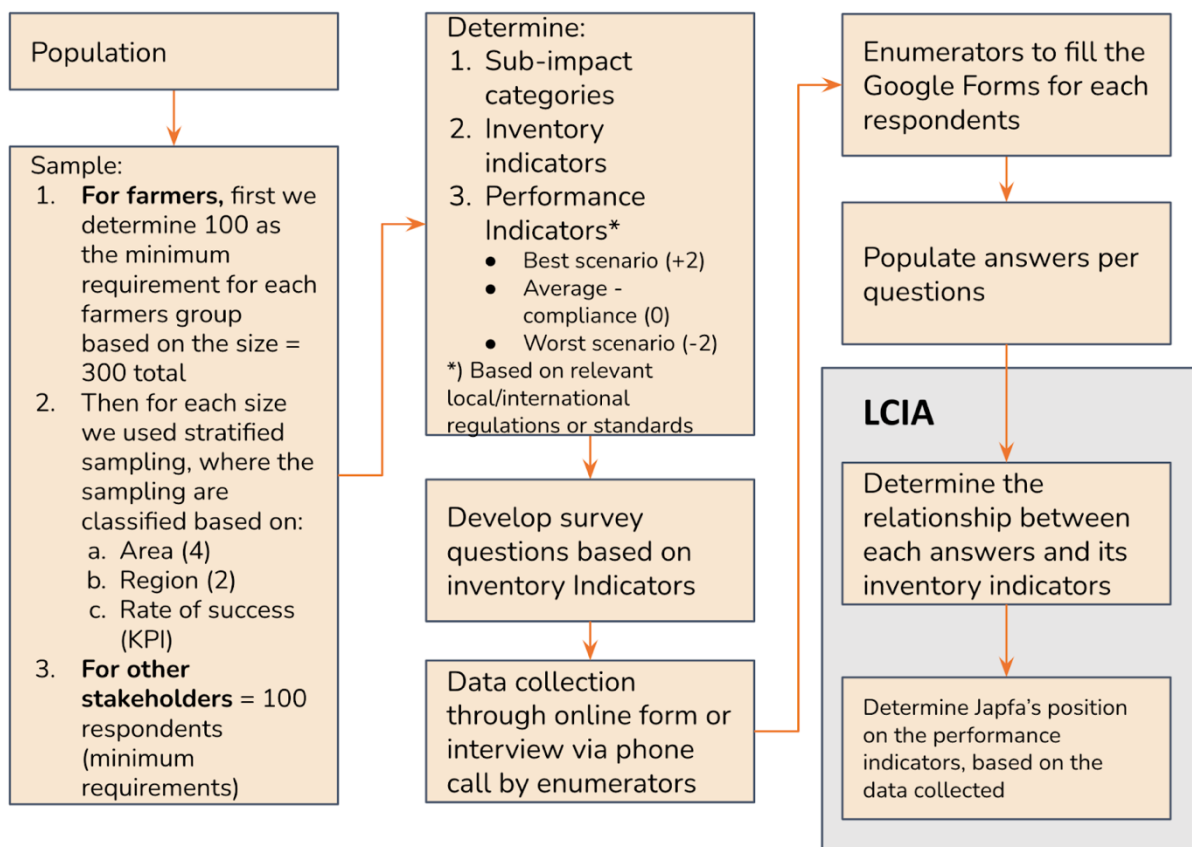 Population
Sample:
1. For farmers, first we
determine 100 as
the minimum
requirement for each
farmers group
based on the size =
300 total
2. Then for each size
we used stratified
sampling, where the
sampling are
classified based on:
a. Area (4)
b. Region (2)
c. Rate of success
(KPI)
3. For other
stakeholders = 100
respondents
(minimum
requirements)
Determine:
1. Sub-impact
categories
2. Inventory
indicators
3. Performance
Indicators*
● Best scenario (+2)
● Average -
compliance (0)
● Worst scenario (-2)
*) Based on relevant
local/international
regulations or standards
Develop survey
questions based on
inventory Indicators
Data collection
through online form or
interview via phone
call by enumerators
Enumerators to fill the
Google Forms for each
respondents
Populate answers per
questions
LCIA
Determine the
relationship between
each answers and its
inventory indicators
Determine Japfa’s position
on the performance
indicators, based on the
data collected